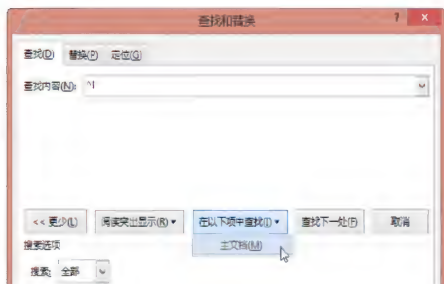 查找和替换
? ×
查找(D) 替换(P) 定位(G)
查找内容(N): ^l
<< 更少(L) 阅读突出显示(R) 在以下项中查找(I) 查找下一处(F) 取消
主文档(M)
搜索选项
搜索: 全部